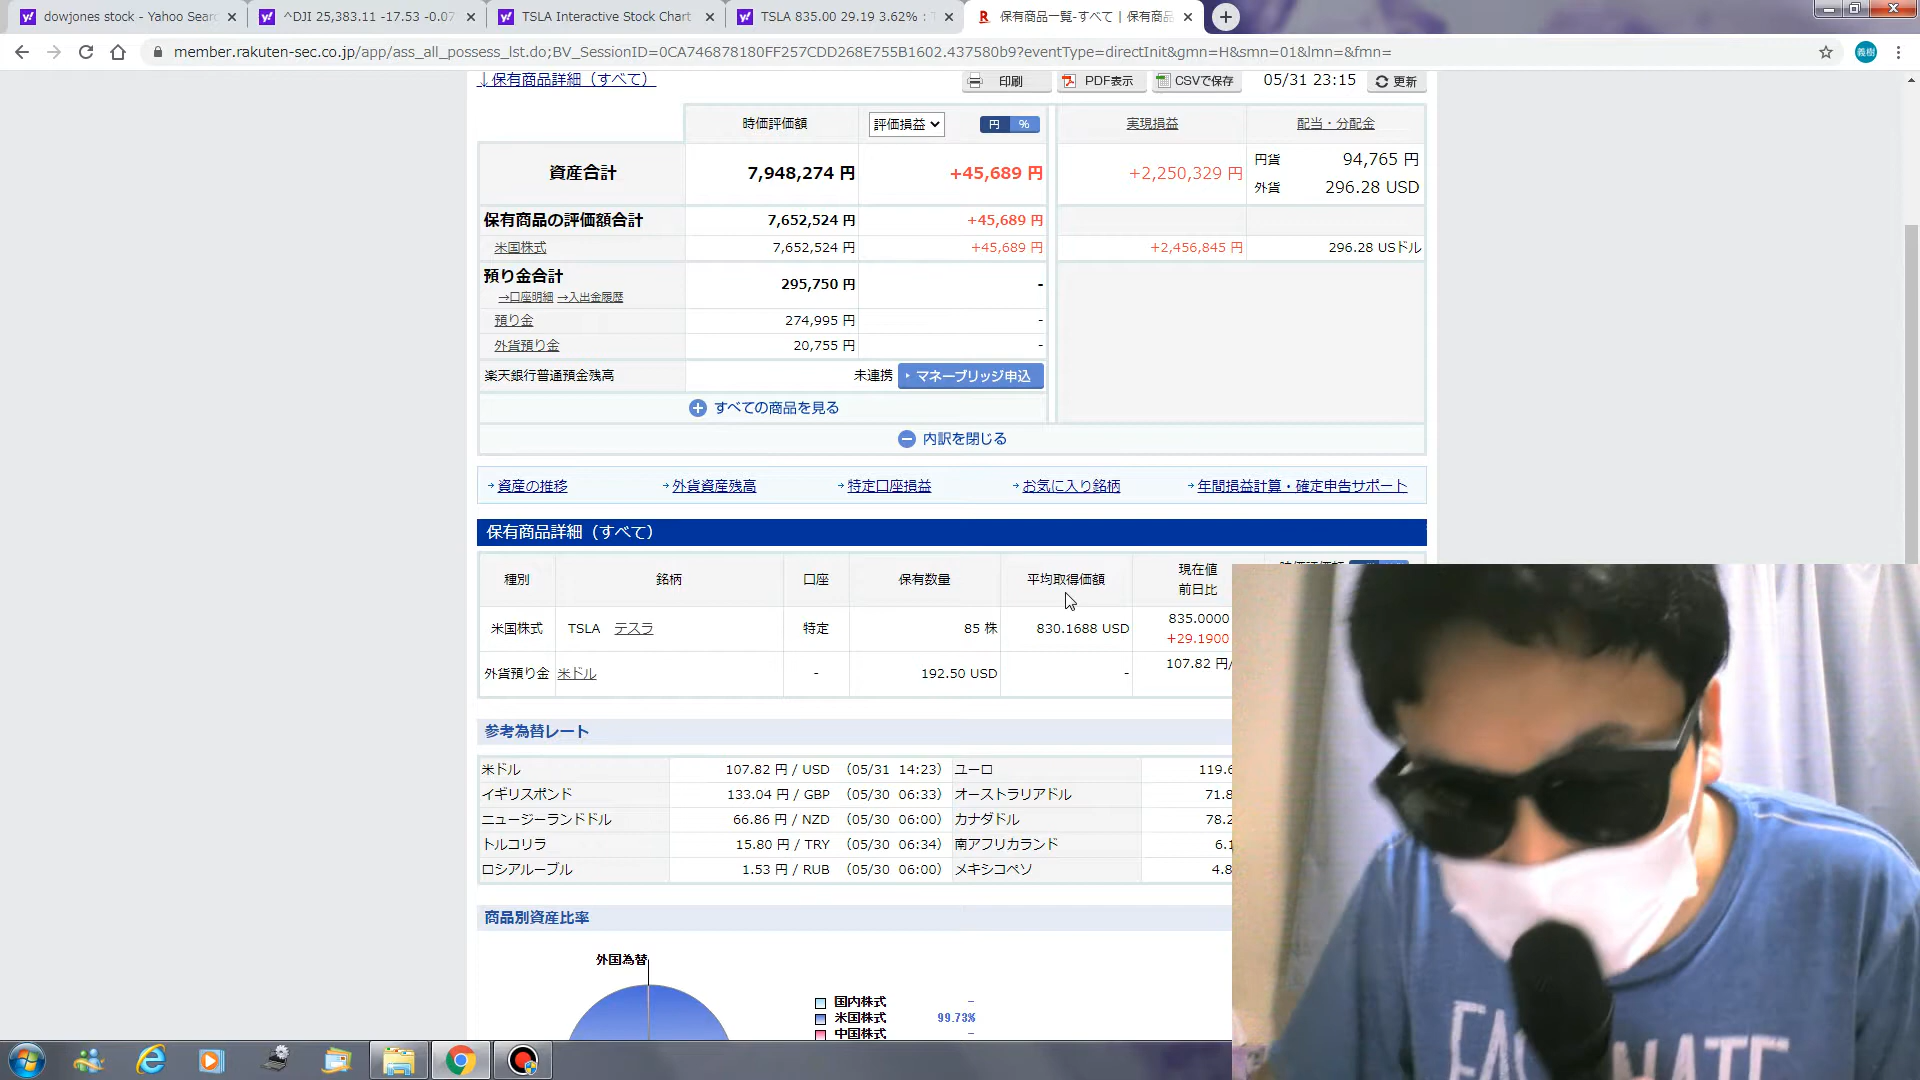 dowjones stock - Yahoo Sear
^DJI 25,383.11 -17.53 -0.07
TSLA Interactive Stock Chart
TSLA 835.00 29.19 3.62% : T
保有商品一覧-すべて | 保有商品
member.rakuten-sec.co.jp/app/ass_all_possess_lst.do;BV_SessionID=0CA746878180FF257CDD268E755B1602.437580b9?eventType=directInit&gmn=H&smn=01&lmn=&fmn=
義樹
↓保有商品詳細（すべて） 印刷 PDF表示 CSVで保存 05/31 23:15 更新
時価評価額 評価損益 円 % 実現損益 配当・分配金
資産合計 7,948,274 円 +45,689 円 +2,250,329 円 円貨 94,765 円
外貨 296.28 USD
保有商品の評価額合計 7,652,524 円 +45,689 円
米国株式 7,652,524 円 +45,689 円 +2,456,845 円 296.28 USドル
預り金合計 295,750 円 -
→口座明細 →入出金履歴
預り金 274,995 円 -
外貨預り金 20,755 円 -
楽天銀行普通預金残高 未連携 マネーブリッジ申込
すべての商品を見る
内訳を閉じる
→資産の推移 →外貨資産残高 →特定口座損益 →お気に入り銘柄 →年間損益計算・確定申告サポート
保有商品詳細（すべて）
種別 銘柄 口座 保有数量 平均取得価額 現在値
前日比
米国株式 TSLA テスラ 特定 85 株 830.1688 USD 835.0000
+29.1900
外貨預り金 米ドル - 192.50 USD - 107.82 円/
参考為替レート
米ドル 107.82 円 / USD （05/31 14:23） ユーロ 119.6
イギリスポンド 133.04 円 / GBP （05/30 06:33） オーストラリアドル 71.8
ニュージーランドドル 66.86 円 / NZD （05/30 06:00） カナダドル 78.2
トルコリラ 15.80 円 / TRY （05/30 06:34） 南アフリカランド 6.1
ロシアルーブル 1.53 円 / RUB （05/30 06:00） メキシコペソ 4.8
商品別資産比率
外国為替
国内株式 -
米国株式 99.73%
中国株式 -